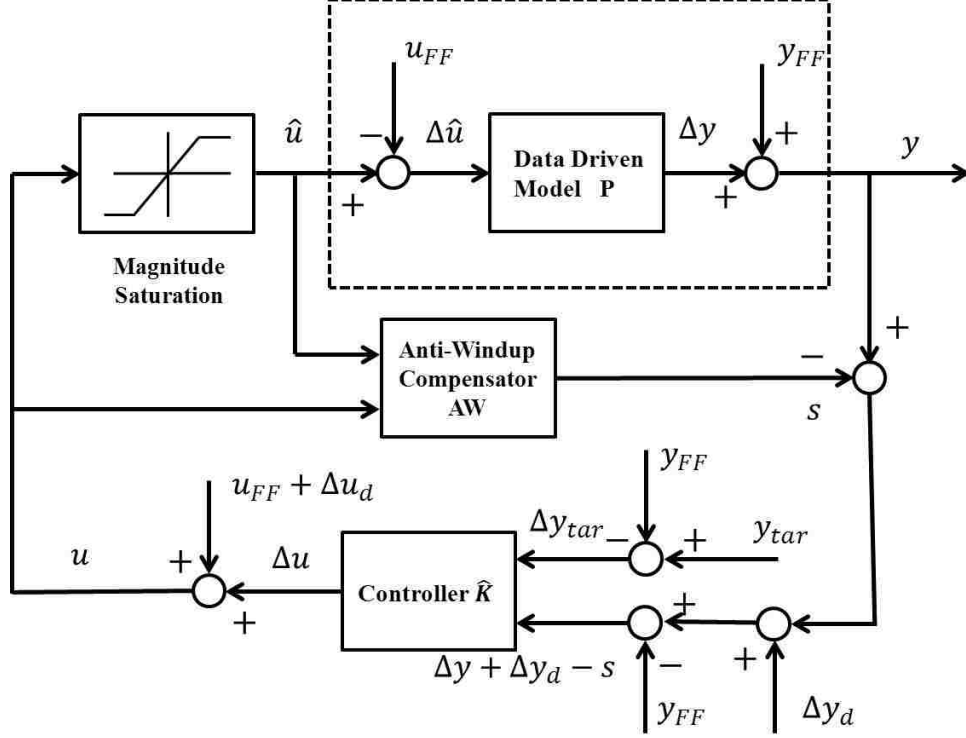 u_FF
y_FF
û
−
Δû
Data Driven
Model P
Δy
+
y
+
+
Magnitude
Saturation
Anti-Windup
Compensator
AW
+
−
s
y_FF
u_FF + Δu_d
Δy_tar
−
+
y_tar
u
+
Δu
Controller K̂
+
+
+
Δy + Δy_d − s
−
y_FF
Δy_d